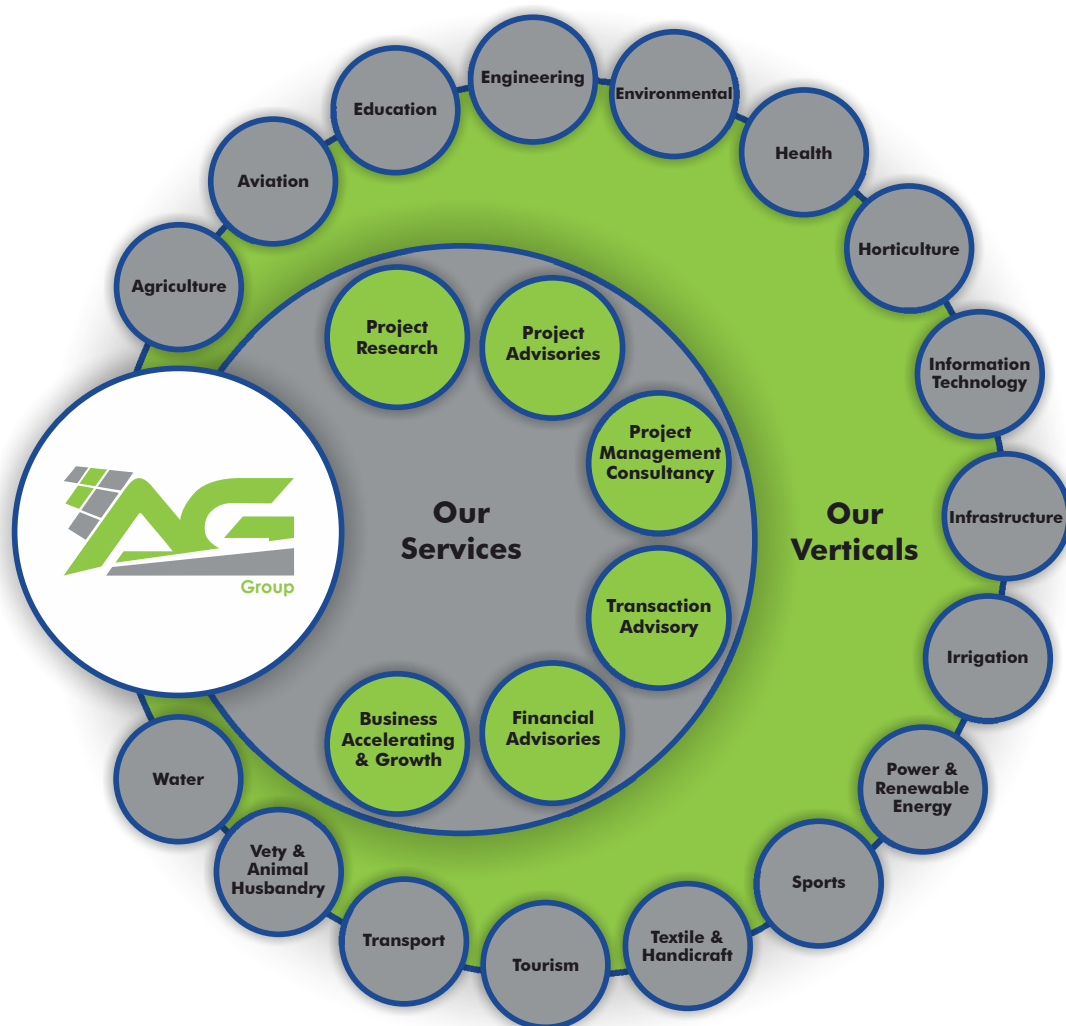 Engineering
Environmental
Education
Health
Aviation
Horticulture
Agriculture
Information
Technology
Infrastructure
Irrigation
Power &
Renewable
Energy
Sports
Textile &
Handicraft
Tourism
Transport
Vety &
Animal
Husbandry
Water
AG
Group
Our
Services
Project
Research
Project
Advisories
Project
Management
Consultancy
Transaction
Advisory
Financial
Advisories
Business
Accelerating
& Growth
Our
Verticals